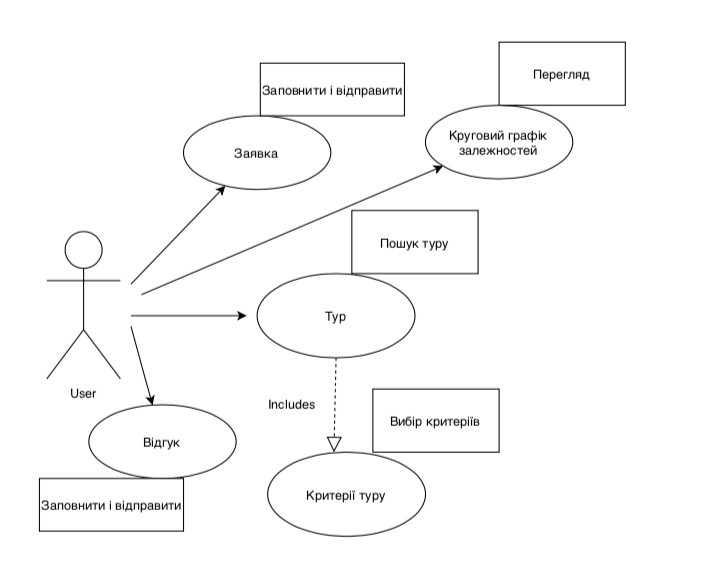 Перегляд
Заповнити і відправити
Круговий графік
залежностей
Заявка
Пошук туру
Тур
User
Includes
Вибір критеріїв
Відгук
Критерії туру
Заповнити і відправити